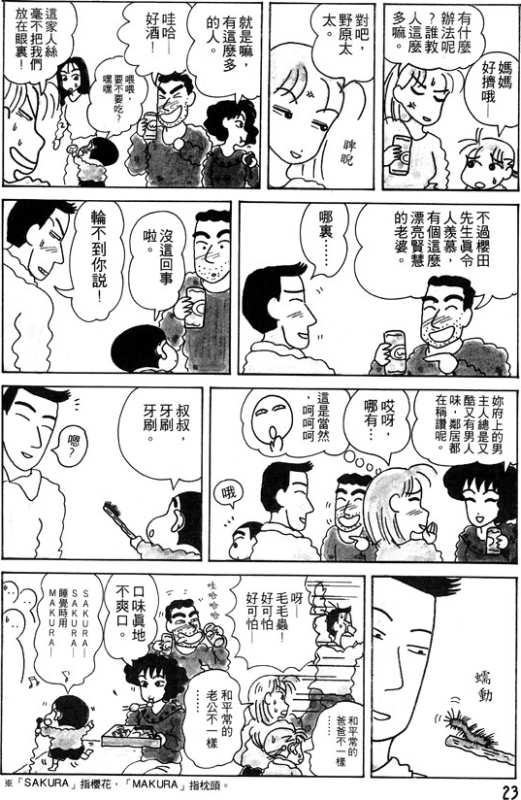 媽媽
好擠哦—
有什麼
辦法呢
?誰教
人這麼
多嘛。
對吧,
野原太
太。
睥睨
就是嘛,
有這麼多
的人。
哇哈—
好酒!
喂喂,
要不要吃?
嘿嘿
這家人絲
毫不把我們
放在眼裏!
不過櫻田
先生眞令
人羨慕,
有個這麼
漂亮賢慧
的老婆。
哪裏……
沒這回事
啦。
輪不到你說!
妳府上的男
主人總是又
酷又有男人
味,鄰居都
在稱讚呢。
哎呀,
哪有…
這是當然
,呵呵呵
哦
叔叔,
牙刷
牙刷。
嗯?
蠕動
呀—
毛毛蟲!
好可怕
好可怕
和平常的
爸爸不一樣
……
和平常的
老公不一樣
……
哈哈哈哈
口味眞地
不爽口。
SAKURA—
SAKURA—
睡覺時用
MAKURA—
※「SAKURA」指櫻花,「MAKURA」指枕頭。
23